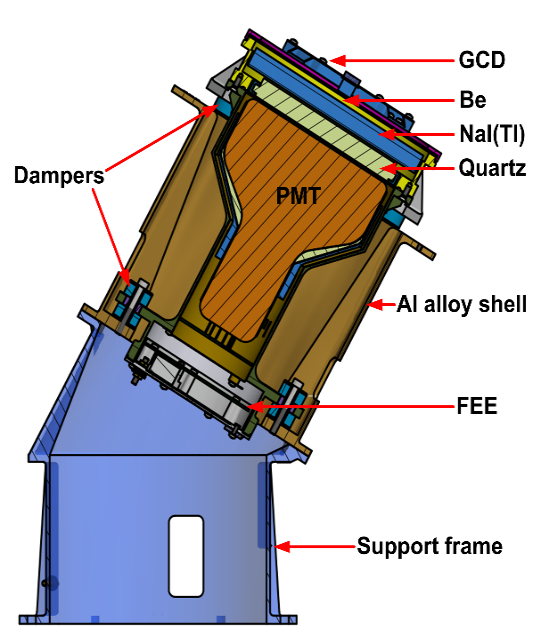 GCD
Be
NaI(Tl)
Quartz
Dampers
PMT
Al alloy shell
FEE
Support frame